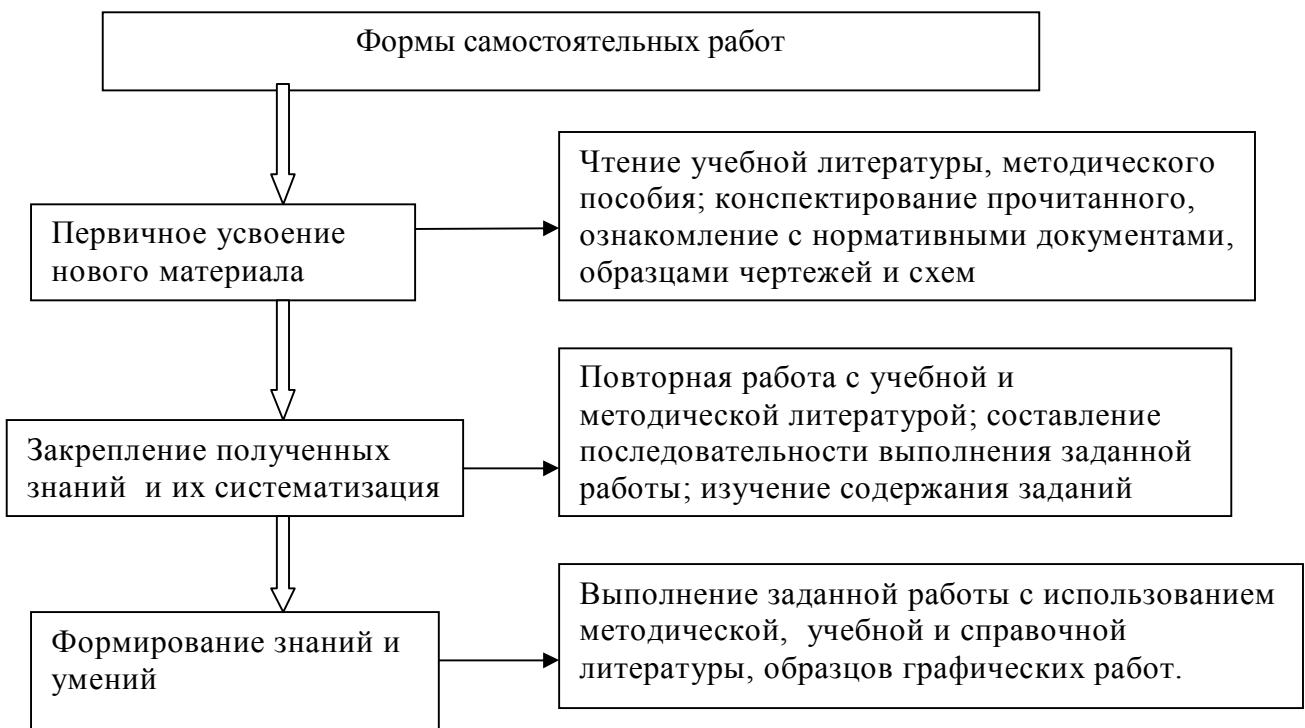 Формы самостоятельных работ
Первичное усвоение
нового материала
Чтение учебной литературы, методического
пособия; конспектирование прочитанного,
ознакомление с нормативными документами,
образцами чертежей и схем
Закрепление полученных
знаний  и их систематизация
Повторная работа с учебной и
методической литературой; составление
последовательности выполнения заданной
работы; изучение содержания заданий
Формирование знаний и
умений
Выполнение заданной работы с использованием
методической,  учебной и справочной
литературы, образцов графических работ.